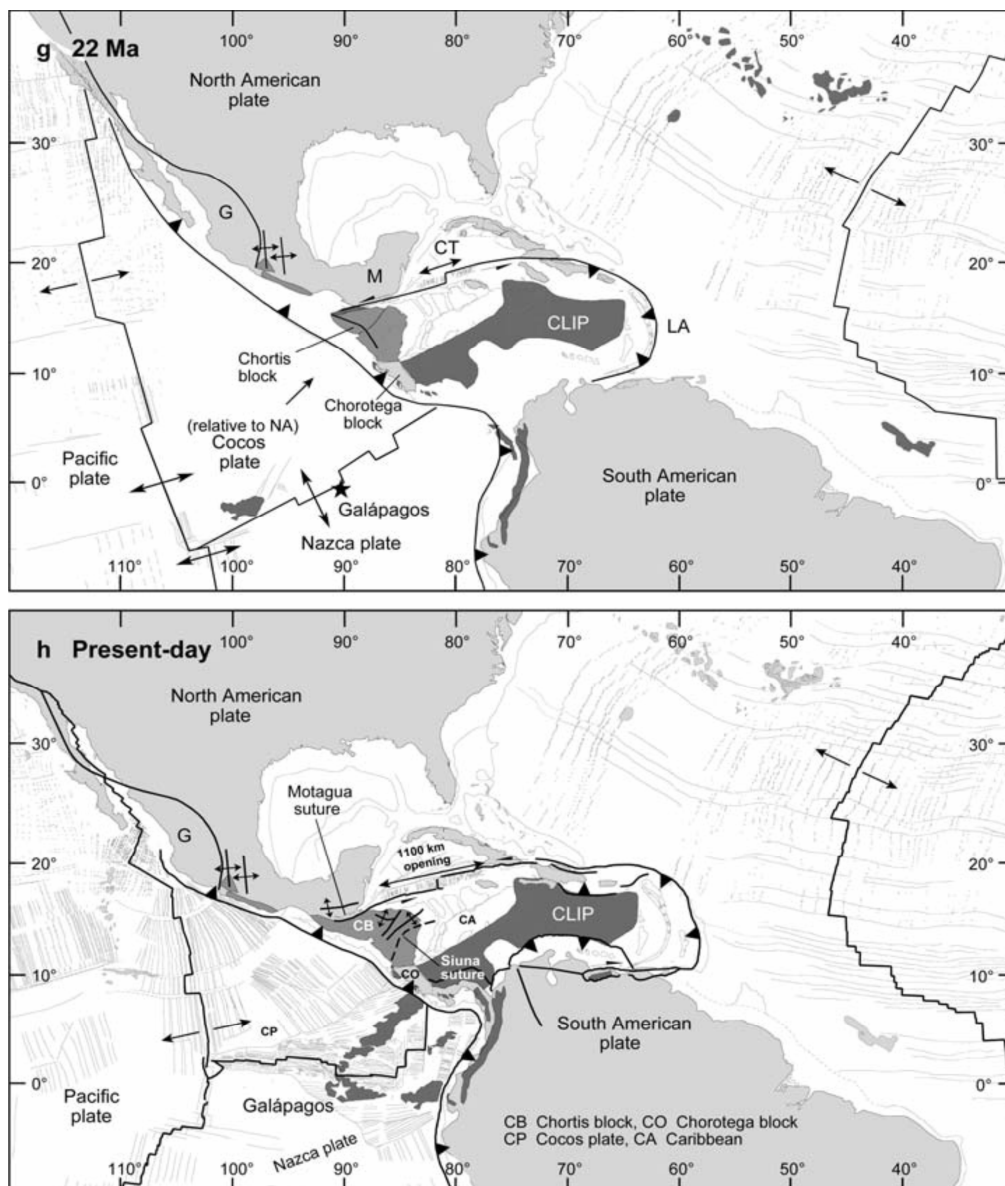 g 22 Ma
100° 90° 80° 70° 60° 50° 40°
North American
plate
30° 30°
G
20° M CT 20°
CLIP LA
Chortis
block
10° 10°
Chorotega
block
(relative to NA)
Cocos
plate
Pacific
plate
0° 0°
South American
plate
Galápagos
Nazca plate
110° 100° 90° 80° 70° 60° 50° 40°
h Present-day
100° 90° 80° 70° 60° 50° 40°
North American
plate
30° 30°
Motagua
suture
G
1100 km
opening
20° 20°
CB CA CLIP
Siuna
suture
10° CO 10°
South American
plate
CP
Pacific
plate
0° 0°
Galápagos
Nazca plate
CB Chortis block, CO Chorotega block
CP Cocos plate, CA Caribbean
110° 100° 90° 80° 70° 60° 50° 40°